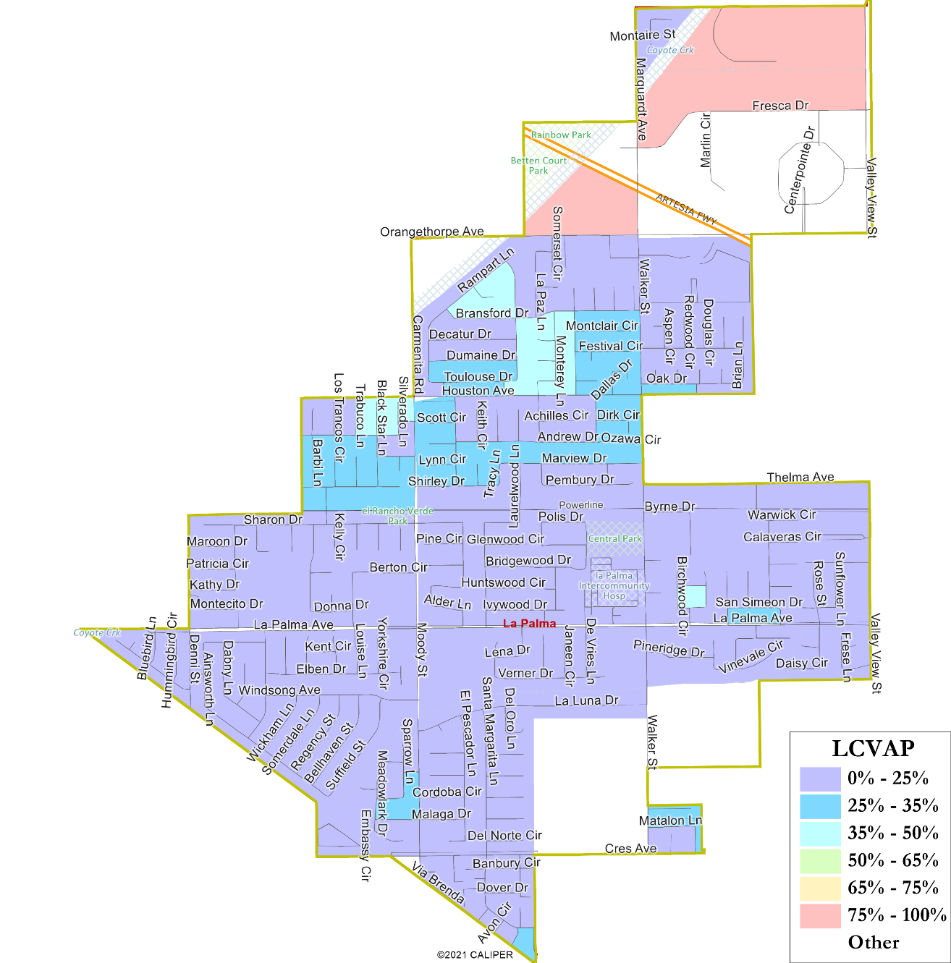 Montaire St
Coyote Crk
Marquardt Ave
Fresca Dr
Marlin Cir
Centerpointe Dr
Valley View St
Rainbow Park
Betten Court
Park
ARTESIA FWY
Orangethorpe Ave
Somerset Cir
Rampart Ln
La Paz Ln
Walker St
Bransford Dr
Montclair Cir
Decatur Dr
Carmenita Rd
Festival Cir
Monterey Ln
Aspen Cir
Redwood Cir
Douglas Cir
Brian Ln
Dumaine Dr
Toulouse Dr
Houston Ave
Dallas Dr
Oak Dr
Los Trancos Cir
Trabuco Ln
Black Star Ln
Silverado Ln
Scott Cir
Keith Cir
Achilles Cir
Dirk Cir
Andrew Dr
Ozawa Cir
Barbi Ln
Lynn Cir
Tracy Ln
Laurelwood Ln
Marview Dr
Shirley Dr
Pembury Dr
Thelma Ave
Powerline
Byrne Dr
el Rancho Verde
Park
Sharon Dr
Polis Dr
Warwick Cir
Kelly Cir
Maroon Dr
Pine Cir
Glenwood Cir
Central Park
Calaveras Cir
Patricia Cir
Berton Cir
Bridgewood Dr
Birchwood Cir
Rose St
Sunflower Ln
Kathy Dr
Huntswood Cir
la Palma
Intercommunity
Hosp
Montecito Dr
Donna Dr
Alder Ln
Ivywood Dr
San Simeon Dr
La Palma Ave
La Palma
La Palma Ave
Coyote Crk
Bluebird Ln
Hummingbird Cir
Denni St
Ainsworth Ln
Dabny Ln
Kent Cir
Louise Ln
Yorkshire Cir
Moody St
Lena Dr
Janeen Cir
De Vries Ln
Pineridge Dr
Vinevale Cir
Daisy Cir
Frese Ln
Valley View St
Elben Dr
Verner Dr
Windsong Ave
La Luna Dr
Wickham Ln
Somerdale Ln
Regency St
Bellhaven St
Suffield St
El Pescador Ln
Santa Margarita Ln
Del Oro Ln
Walker St
Sparrow Ln
Meadowlark Dr
Cordoba Cir
Malaga Dr
Embassy Cir
Del Norte Cir
Matalon Ln
Cres Ave
Banbury Cir
Via Brenda
Dover Dr
Avon Cir
©2021 CALIPER
LCVAP
0% - 25%
25% - 35%
35% - 50%
50% - 65%
65% - 75%
75% - 100%
Other